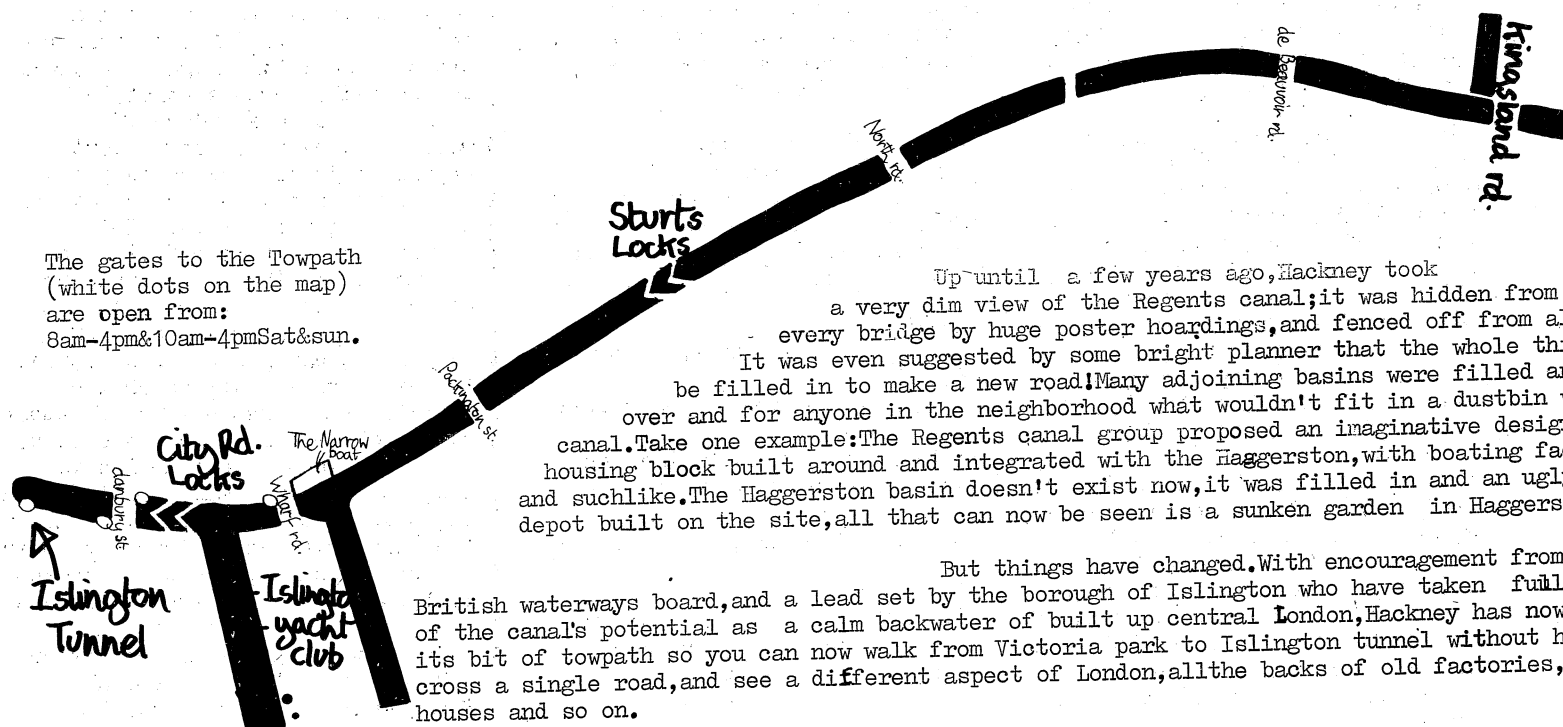 Kingsland rd.
de Beauvoir rd.
North rd.
Sturts
Locks
The gates to the Towpath
(white dots on the map)
are open from:
8am-4pm&10am-4pmSat&sun.
Packington st.
City Rd.
Locks
The Narrow
boat
danbury st
Wharf rd.
Islington
Tunnel
Islingto
yacht
club
Up until a few years ago,Hackney took
a very dim view of the Regents canal;it was hidden from
every bridge by huge poster hoardings,and fenced off from
It was even suggested by some bright planner that the whole
be filled in to make a new road!Many adjoining basins were filled
over and for anyone in the neighborhood what wouldn't fit in a dustbin
canal.Take one example:The Regents canal group proposed an imaginative
housing block built around and integrated with the Haggerston,with boating
and suchlike.The Haggerston basin doesn't exist now,it was filled in and an
depot built on the site,all that can now be seen is a sunken garden in
But things have changed.With encouragement from
British waterways board,and a lead set by the borough of Islington who have taken full
of the canal's potential as a calm backwater of built up central London,Hackney has now
its bit of towpath so you can now walk from Victoria park to Islington tunnel without
cross a single road,and see a different aspect of London,allthe backs of old factories,
houses and so on.